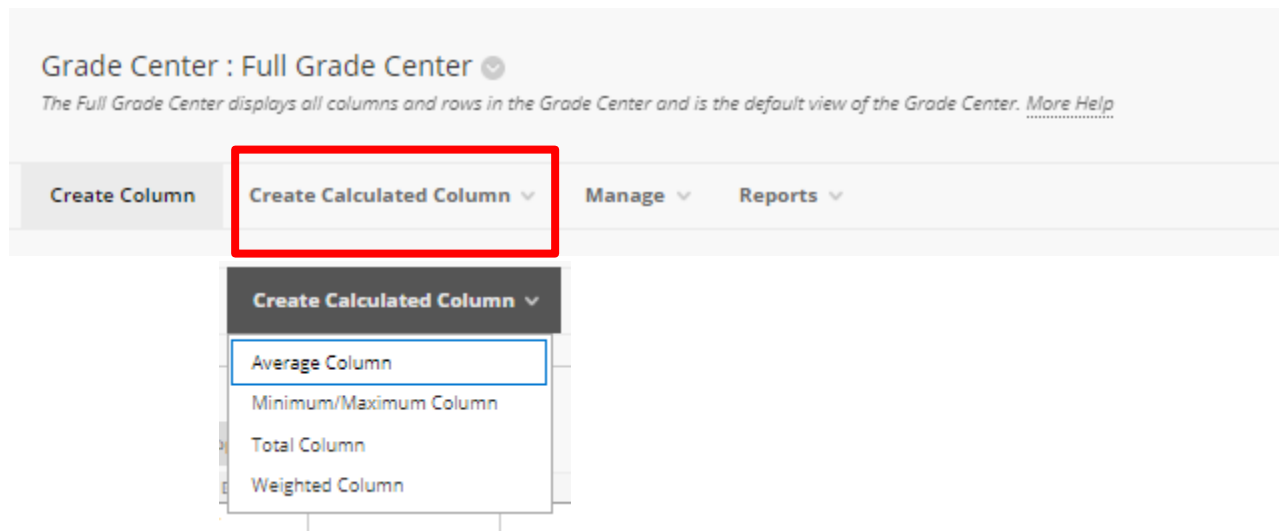 Grade Center : Full Grade Center
The Full Grade Center displays all columns and rows in the Grade Center and is the default view of the Grade Center. More Help
Create Column Create Calculated Column Manage Reports
Create Calculated Column
Average Column
Minimum/Maximum Column
Total Column
Weighted Column